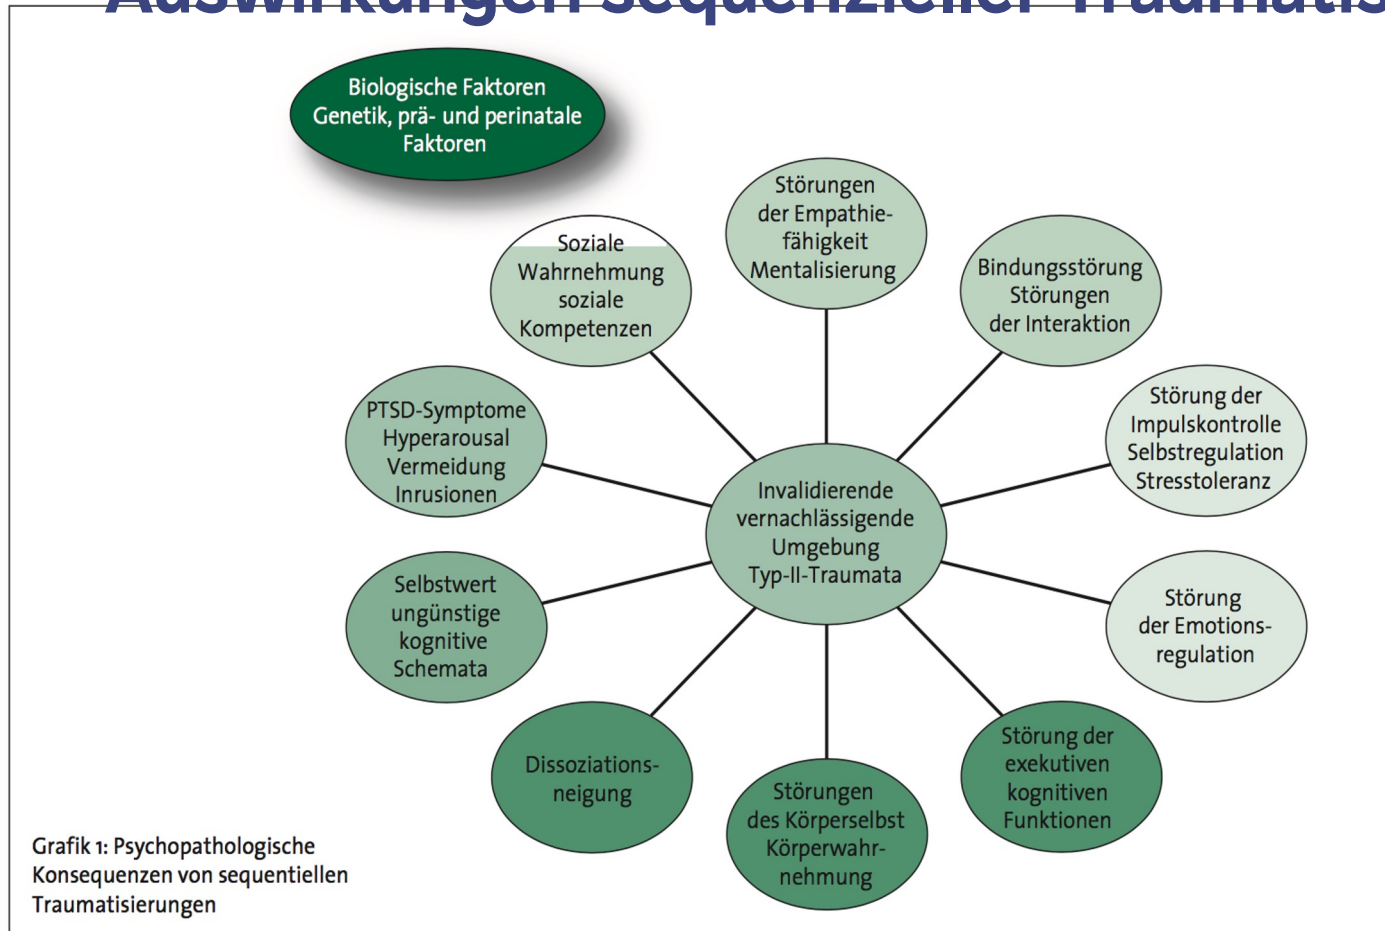 Auswirkungen sequenzieller Traumatis
Biologische Faktoren
Genetik, prä- und perinatale
Faktoren
Störungen
der Empathie-
fähigkeit
Mentalisierung
Soziale
Wahrnehmung
soziale
Kompetenzen
Bindungsstörung
Störungen
der Interaktion
PTSD-Symptome
Hyperarousal
Vermeidung
Inrusionen
Störung der
Impulskontrolle
Selbstregulation
Stresstoleranz
Invalidierende
vernachlässigende
Umgebung
Typ-II-Traumata
Selbstwert
ungünstige
kognitive
Schemata
Störung
der Emotions-
regulation
Dissoziations-
neigung
Störungen
des Körperselbst
Körperwahr-
nehmung
Störung der
exekutiven
kognitiven
Funktionen
Grafik 1: Psychopathologische
Konsequenzen von sequentiellen
Traumatisierungen